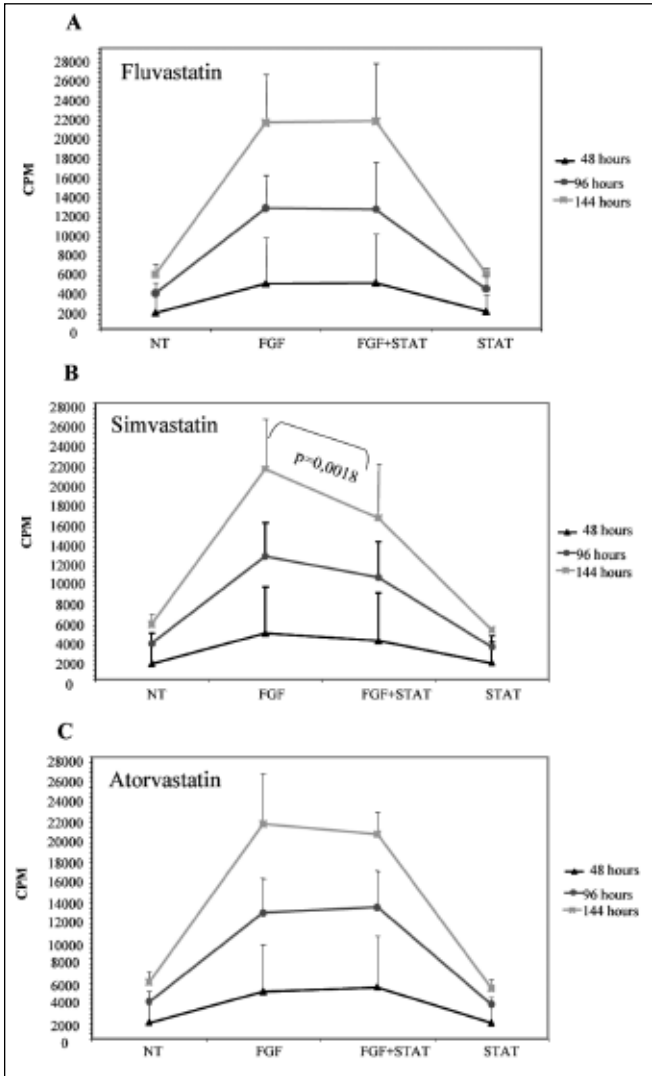 A
Fluvastatin
28000
26000
24000
22000
20000
18000
16000
14000
12000
10000
8000
6000
4000
2000
0
CPM
NT FGF FGF+STAT STAT
48 hours
96 hours
144 hours
B
Simvastatin
p=0,0018
28000
26000
24000
22000
20000
18000
16000
14000
12000
10000
8000
6000
4000
2000
0
CPM
NT FGF FGF+STAT STAT
48 hours
96 hours
144 hours
C
Atorvastatin
28000
26000
24000
22000
20000
18000
16000
14000
12000
10000
8000
6000
4000
2000
0
CPM
NT FGF FGF+STAT STAT
48 hours
96 hours
144 hours